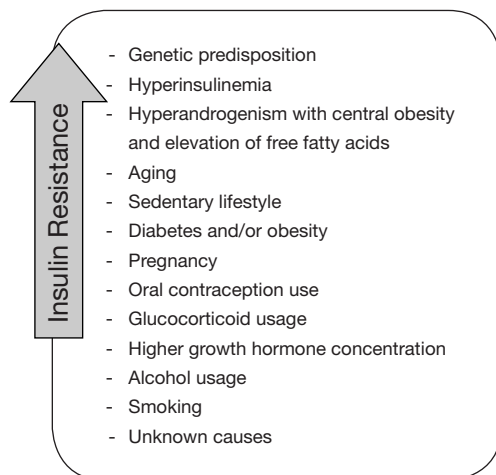 Insulin Resistance
- Genetic predisposition
- Hyperinsulinemia
- Hyperandrogenism with central obesity
and elevation of free fatty acids
- Aging
- Sedentary lifestyle
- Diabetes and/or obesity
- Pregnancy
- Oral contraception use
- Glucocorticoid usage
- Higher growth hormone concentration
- Alcohol usage
- Smoking
- Unknown causes